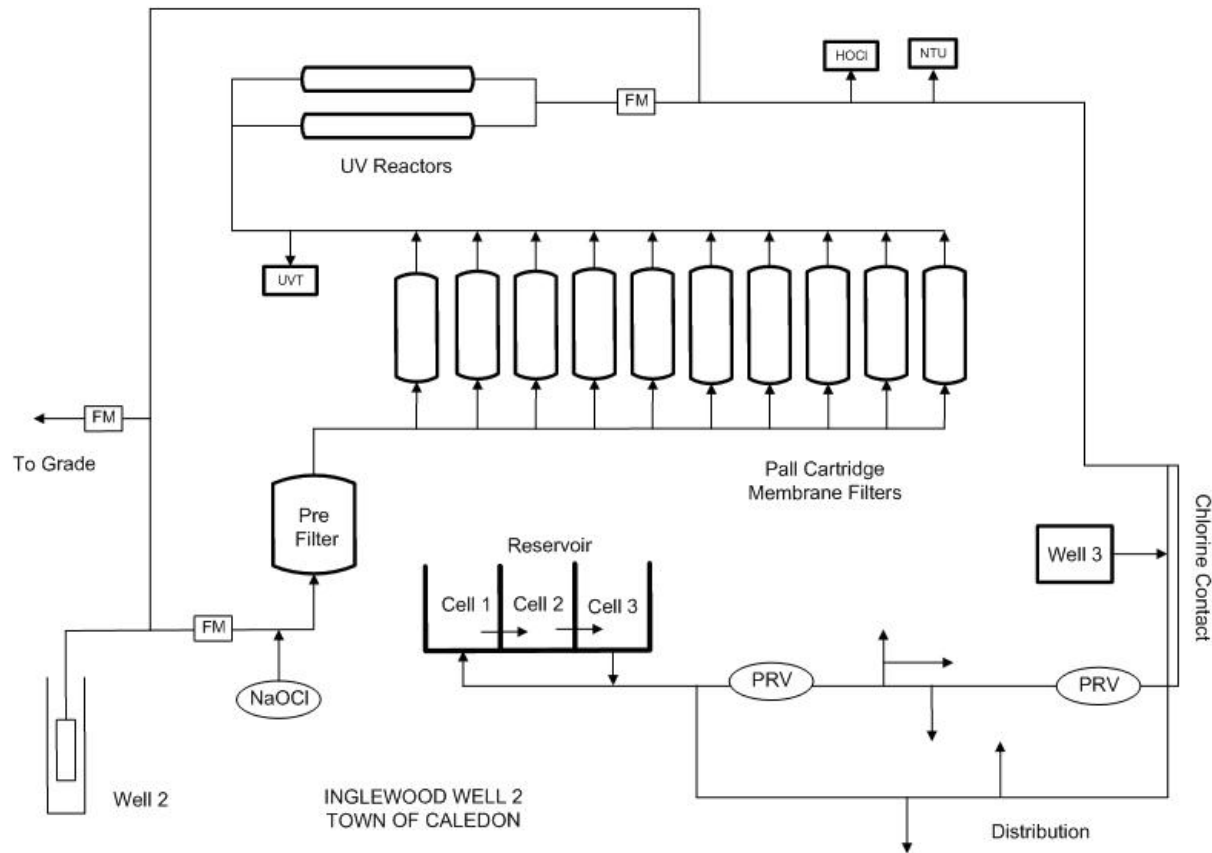 HOCl
NTU
FM
UV Reactors
UVT
FM
To Grade
Pall Cartridge
Membrane Filters
Pre
Filter
Chlorine Contact
Reservoir
Well 3
Cell 1
Cell 2
Cell 3
FM
NaOCl
PRV
PRV
Well 2
INGLEWOOD WELL 2
TOWN OF CALEDON
Distribution